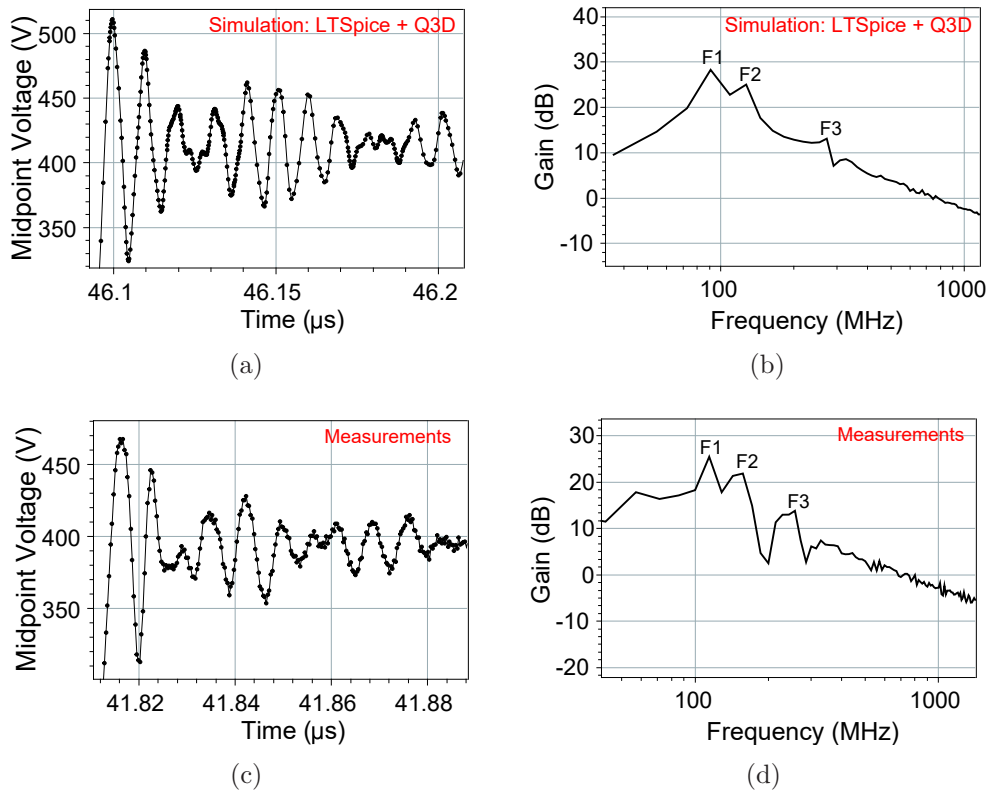 Simulation: LTSpice + Q3D
Midpoint Voltage (V)
500
450
400
350
46.1
46.15
46.2
Time (µs)
(a)
Simulation: LTSpice + Q3D
Gain (dB)
40
30
20
10
0
-10
F1
F2
F3
100
1000
Frequency (MHz)
(b)
Measurements
Midpoint Voltage (V)
450
400
350
41.82
41.84
41.86
41.88
Time (µs)
(c)
Measurements
Gain (dB)
30
20
10
0
-10
-20
F1
F2
F3
100
1000
Frequency (MHz)
(d)